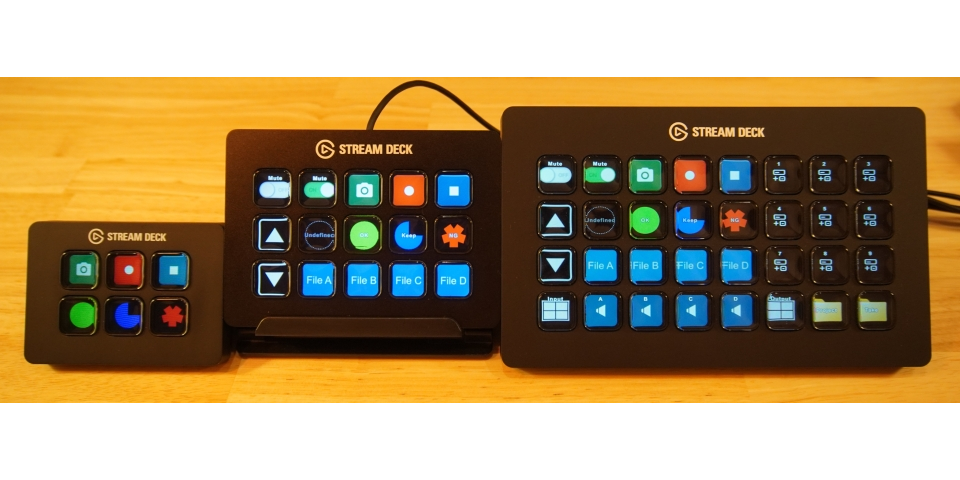 STREAM DECK
STREAM DECK
Mute Mute
Undefined OK Keep NG
File A File B File C File D
STREAM DECK
Mute Mute 1 2 3
Undefined OK Keep NG 4 5 6
File A File B File C File D 7 8 9
Input A B C D Output